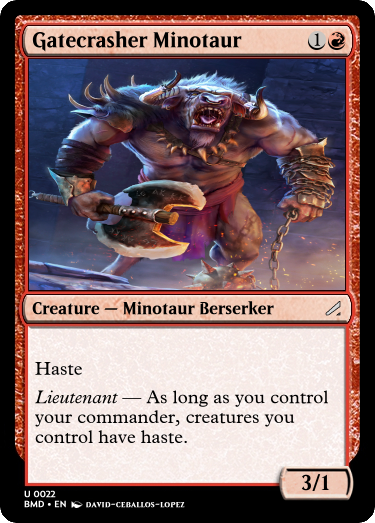 Gatecrasher Minotaur 1
Creature — Minotaur Berserker
Haste
Lieutenant — As long as you control
your commander, creatures you
control have haste.
3/1
U 0022
BMD • EN DAVID-CEBALLOS-LOPEZ